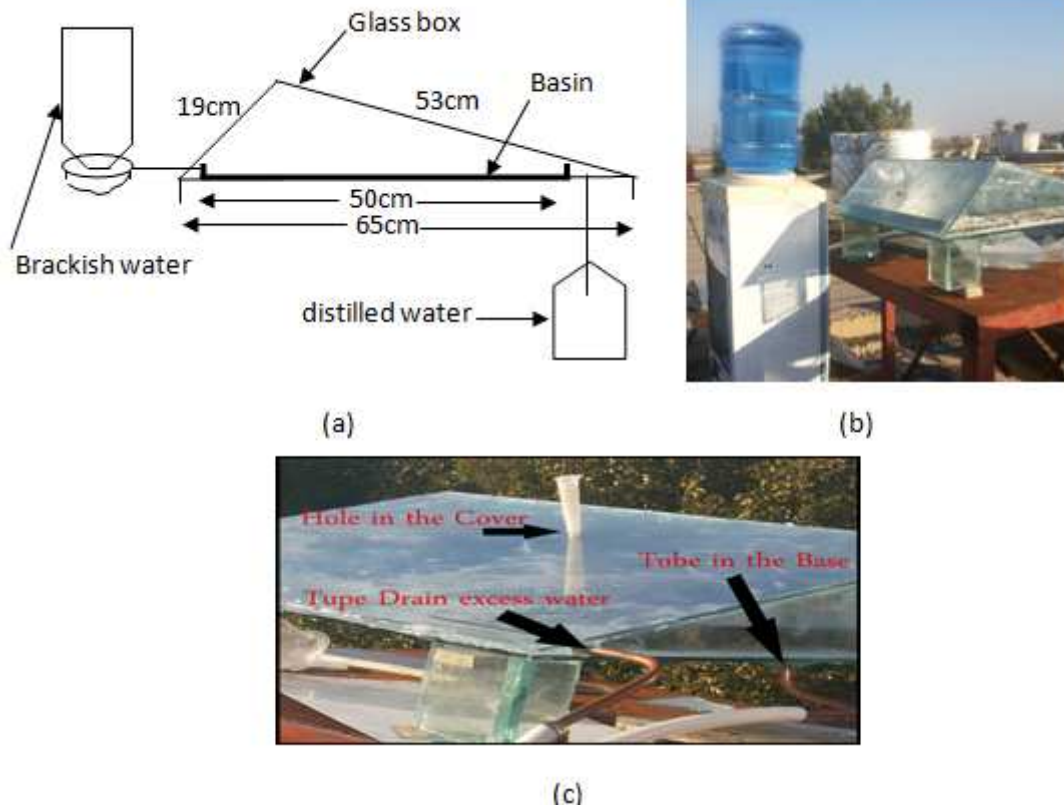 Glass box
19cm
53cm
Basin
50cm
65cm
Brackish water
distilled water
(a)
(b)
Hole in the Cover
Tube in the Base
Tupe Drain excess water
(c)